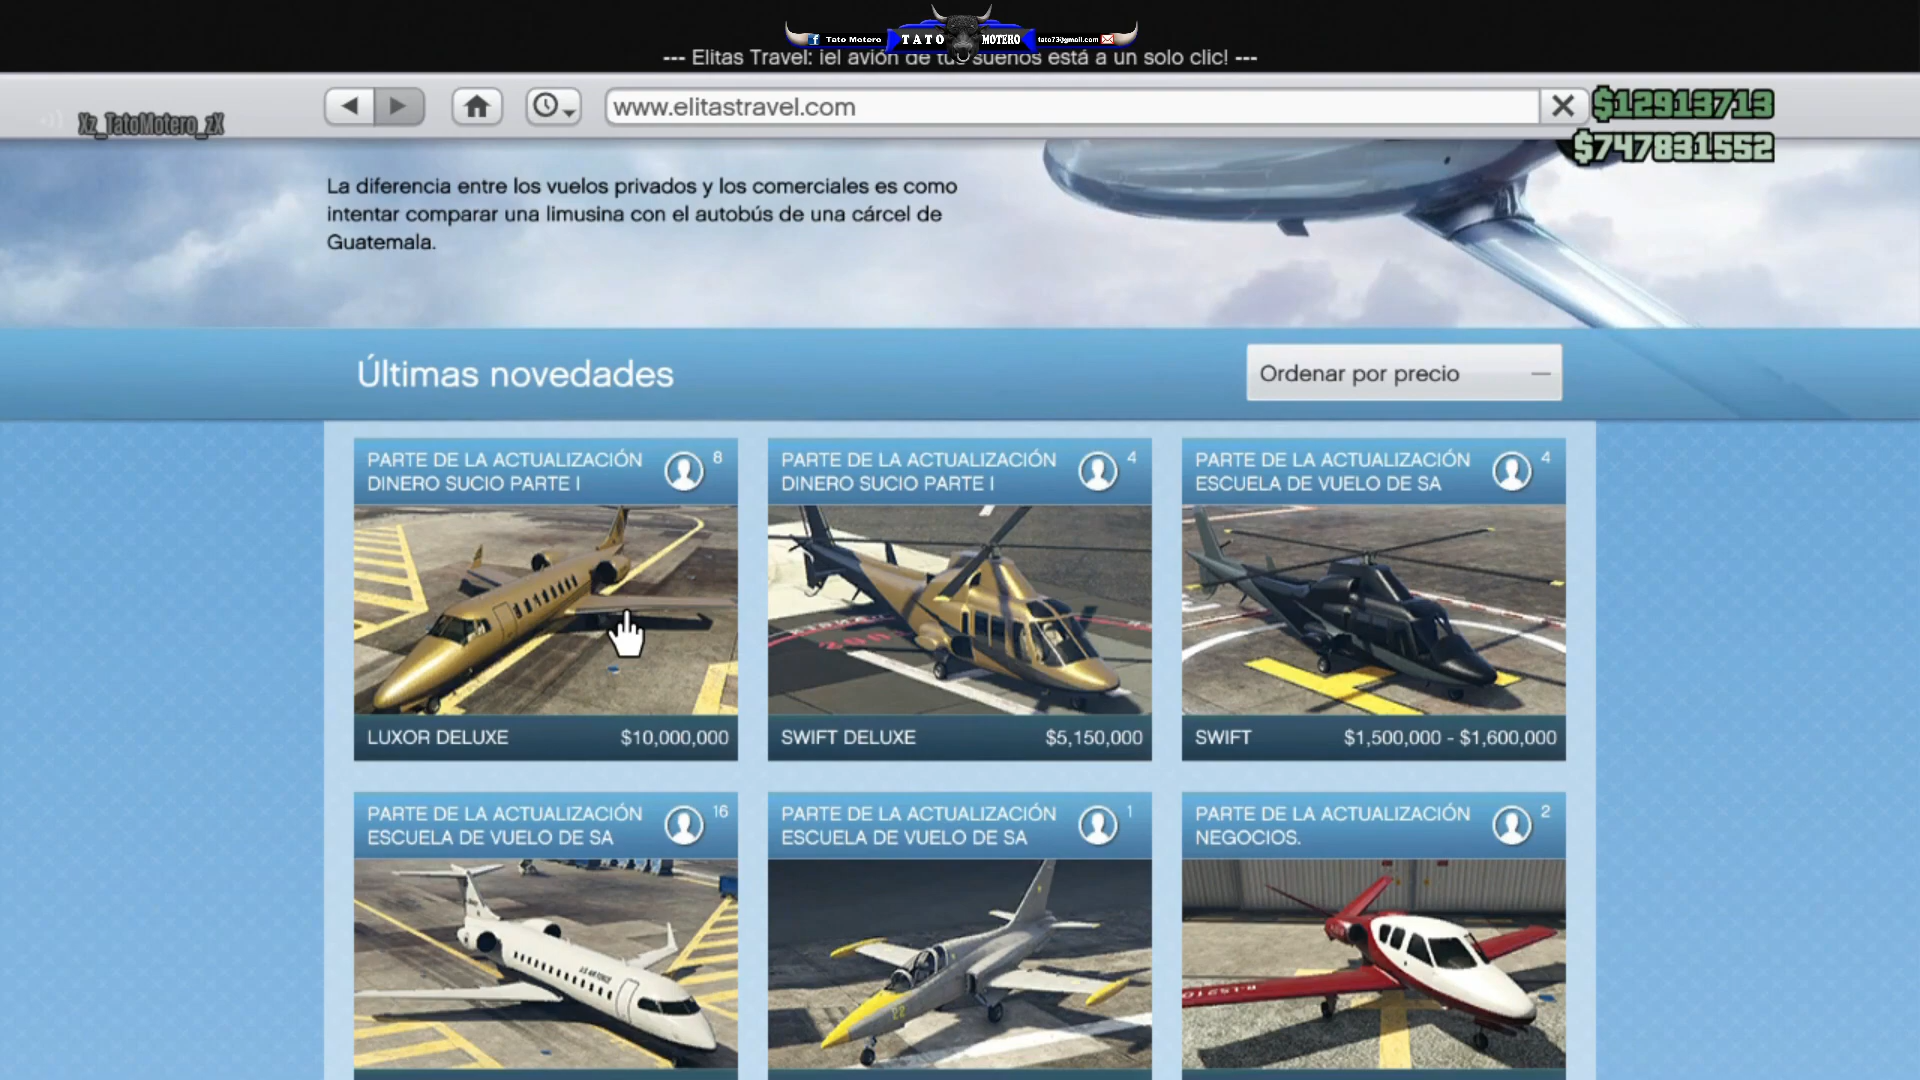 Tato Motero TATO MOTERO tato73@gmail.com
--- Elitas Travel: ¡el avión de tus sueños está a un solo clic! ---
www.elitastravel.com
$12913713
Xz_TatoMotero_zX
$747831552
La diferencia entre los vuelos privados y los comerciales es como
intentar comparar una limusina con el autobús de una cárcel de
Guatemala.
Últimas novedades
Ordenar por precio
PARTE DE LA ACTUALIZACIÓN
DINERO SUCIO PARTE I
8
PARTE DE LA ACTUALIZACIÓN
DINERO SUCIO PARTE I
4
PARTE DE LA ACTUALIZACIÓN
ESCUELA DE VUELO DE SA
4
LUXOR DELUXE $10,000,000
SWIFT DELUXE $5,150,000
SWIFT $1,500,000 - $1,600,000
PARTE DE LA ACTUALIZACIÓN
ESCUELA DE VUELO DE SA
16
PARTE DE LA ACTUALIZACIÓN
ESCUELA DE VUELO DE SA
1
PARTE DE LA ACTUALIZACIÓN
NEGOCIOS.
2